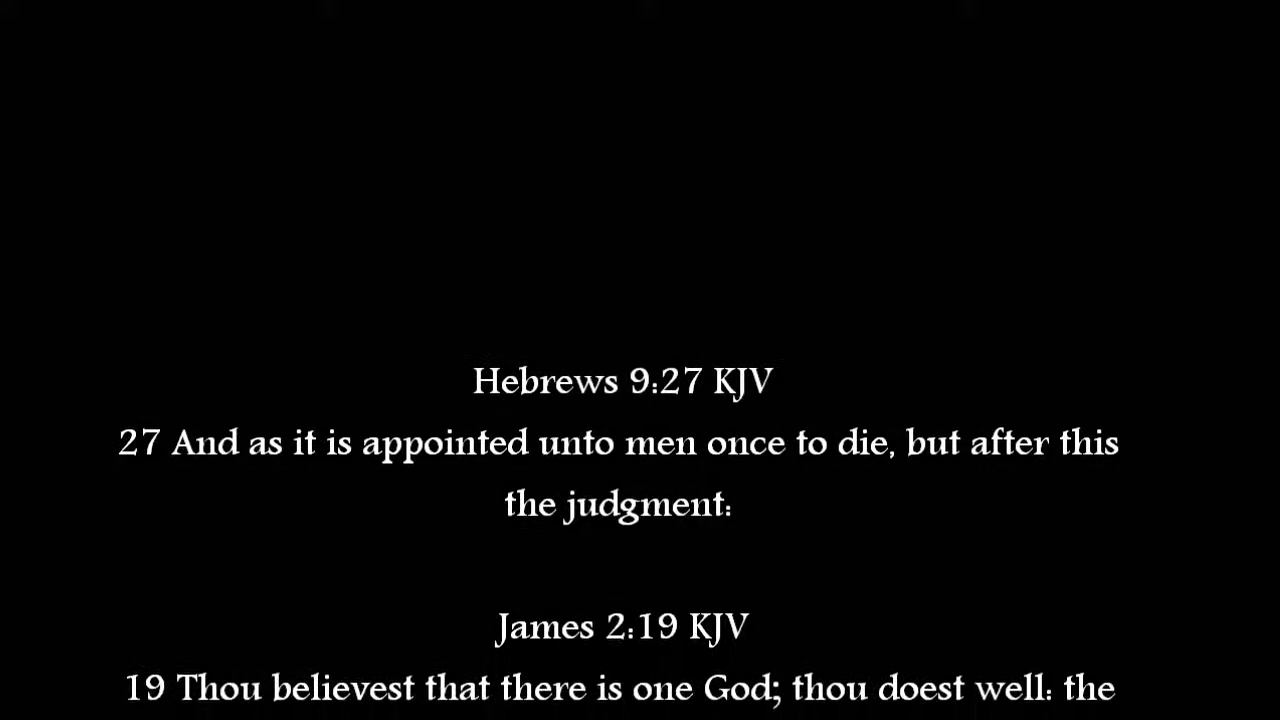 Hebrews 9:27 KJV
27 And as it is appointed unto men once to die, but after this
the judgment:
James 2:19 KJV
19 Thou believest that there is one God; thou doest well: the